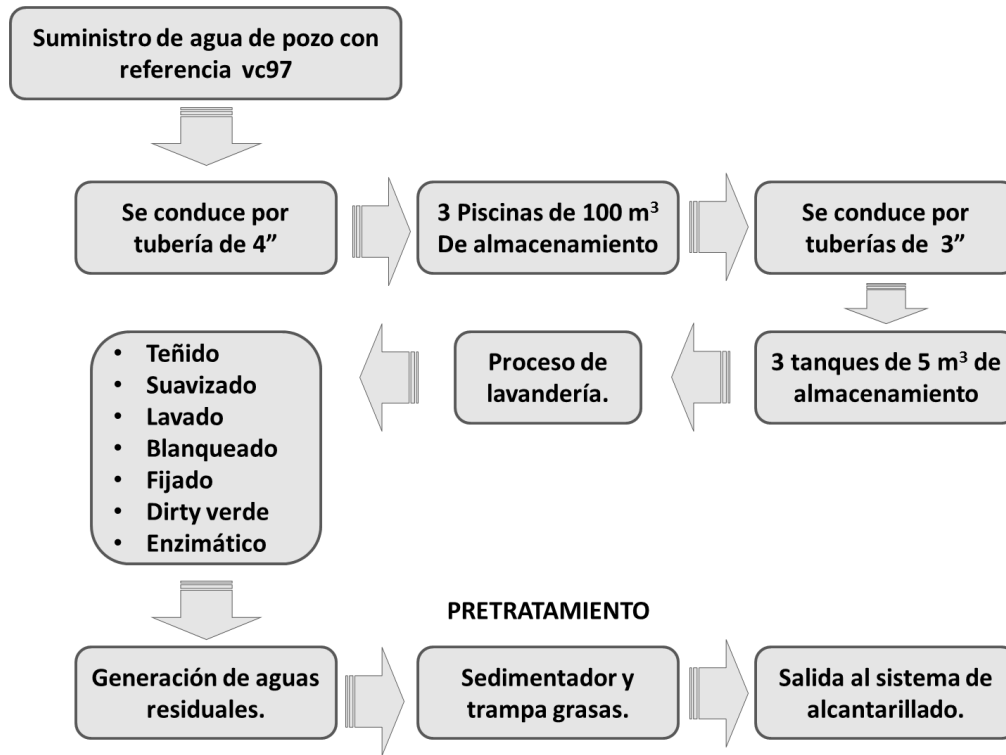 Suministro de agua de pozo con
referencia vc97
Se conduce por
tubería de 4”
3 Piscinas de 100 m³
De almacenamiento
Se conduce por
tuberías de 3”
3 tanques de 5 m³ de
almacenamiento
Proceso de
lavandería.
• Teñido
• Suavizado
• Lavado
• Blanqueado
• Fijado
• Dirty verde
• Enzimático
Generación de aguas
residuales.
PRETRATAMIENTO
Sedimentador y
trampa grasas.
Salida al sistema de
alcantarillado.